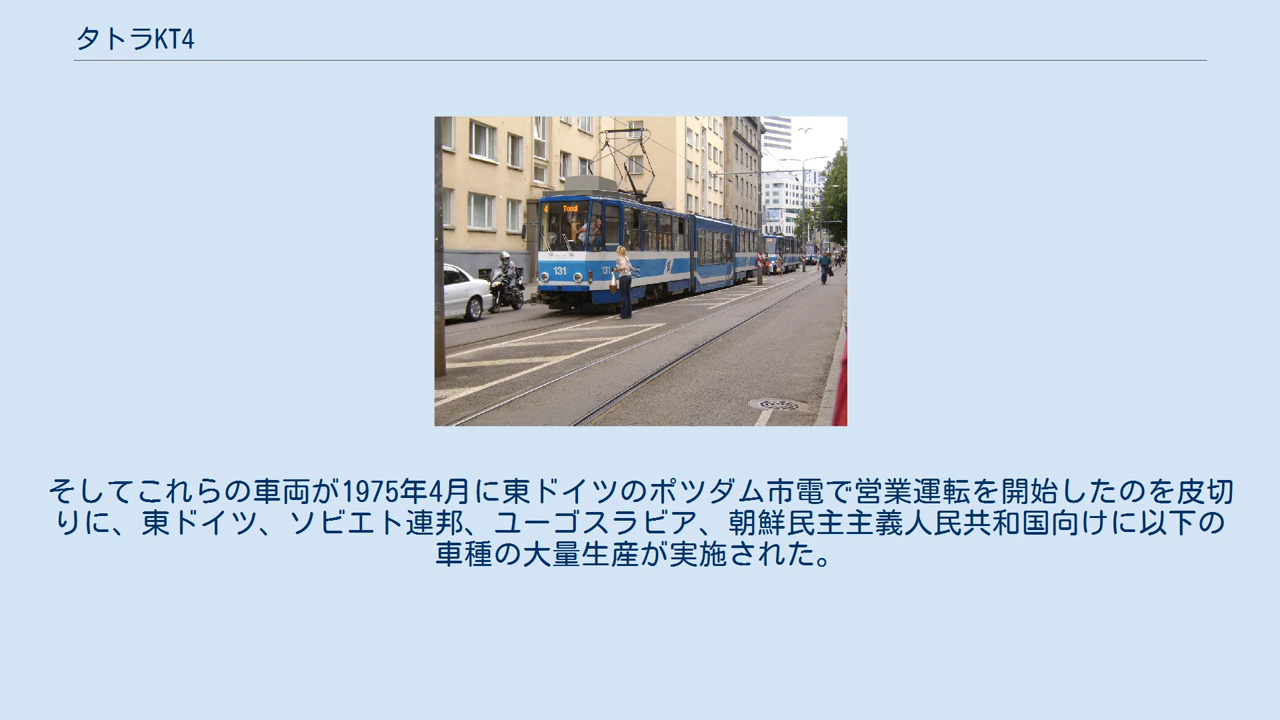 タトラKT4
Tondi
131
131
そしてこれらの車両が1975年4月に東ドイツのポツダム市電で営業運転を開始したのを皮切
りに、東ドイツ、ソビエト連邦、ユーゴスラビア、朝鮮民主主義人民共和国向けに以下の
車種の大量生産が実施された。